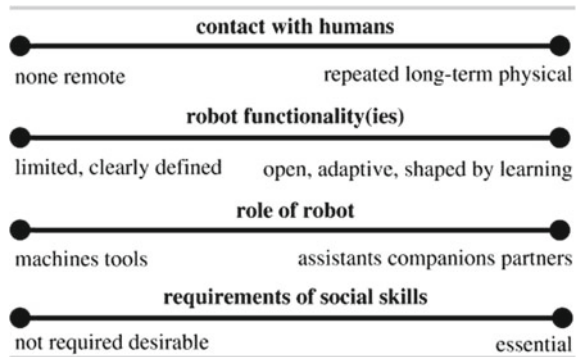 contact with humans
none remote repeated long-term physical
robot functionality(ies)
limited, clearly defined open, adaptive, shaped by learning
role of robot
machines tools assistants companions partners
requirements of social skills
not required desirable essential